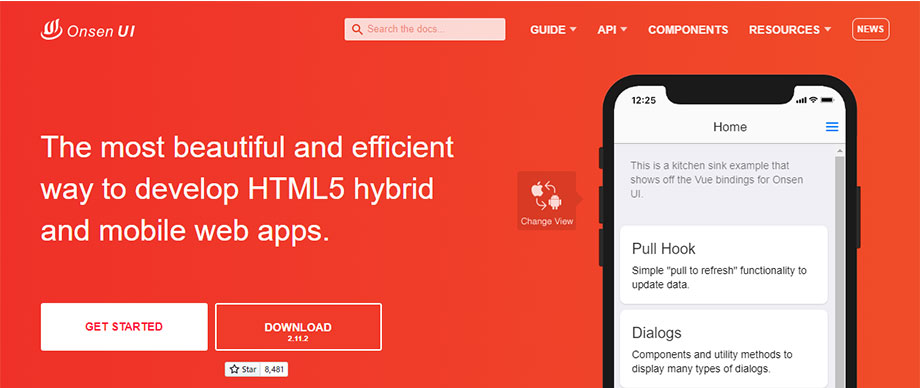 Onsen UI
Search the docs...
GUIDE
API
COMPONENTS
RESOURCES
NEWS
The most beautiful and efficient
way to develop HTML5 hybrid
and mobile web apps.
GET STARTED
DOWNLOAD
2.11.2
Star 8,481
Change View
12:25
Home
This is a kitchen sink example that
shows off the Vue bindings for Onsen
UI.
Pull Hook
Simple "pull to refresh" functionality to
update data.
Dialogs
Components and utility methods to
display many types of dialogs.